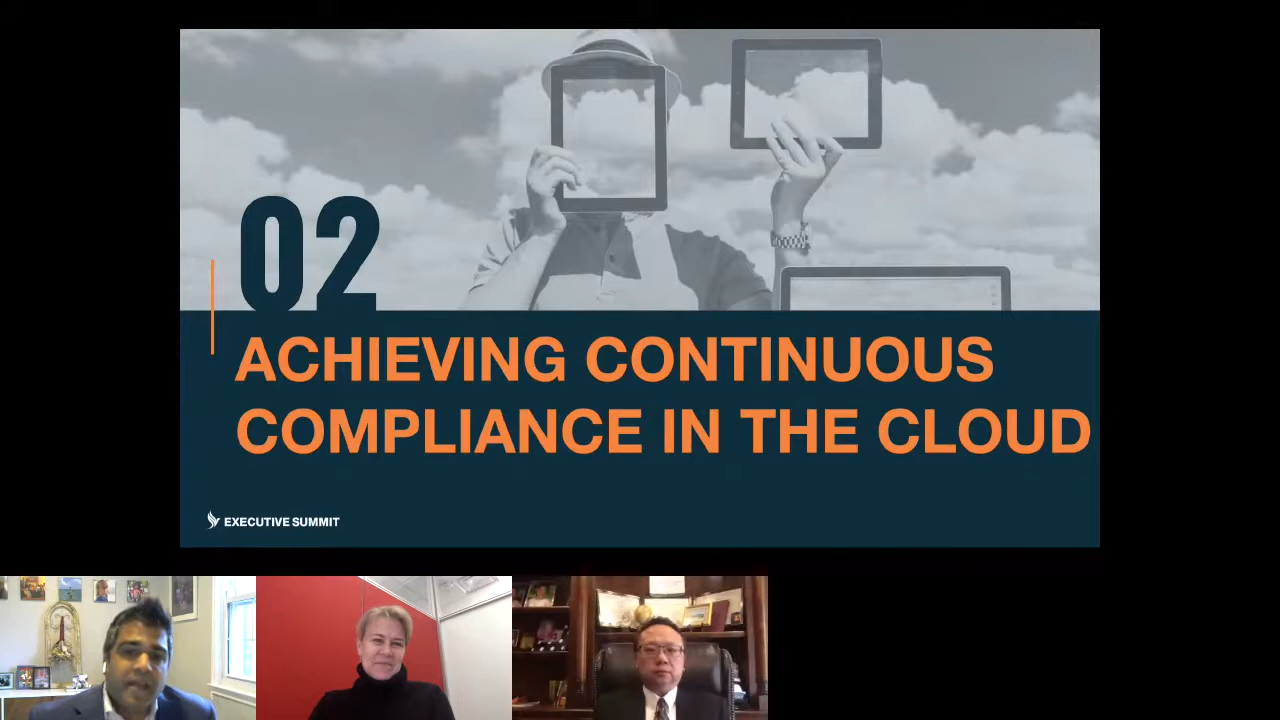 02
ACHIEVING CONTINUOUS
COMPLIANCE IN THE CLOUD
EXECUTIVE SUMMIT